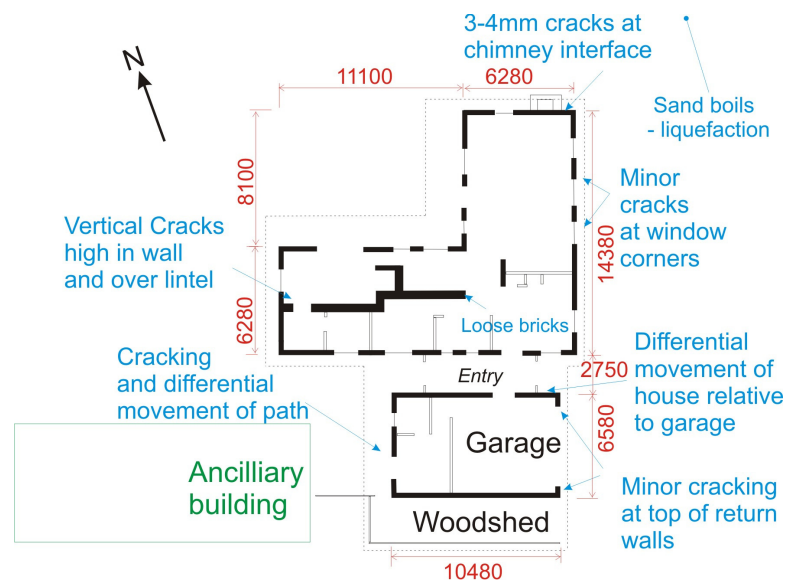 3-4mm cracks at
chimney interface
N
11100
6280
Sand boils
- liquefaction
8100
Minor
cracks
at window
corners
14380
Vertical Cracks
high in wall
and over lintel
6280
Loose bricks
Differential
movement of
house relative
to garage
Cracking
and differential
movement of path
Entry
2750
6580
Garage
Ancilliary
building
Minor cracking
at top of return
walls
Woodshed
10480